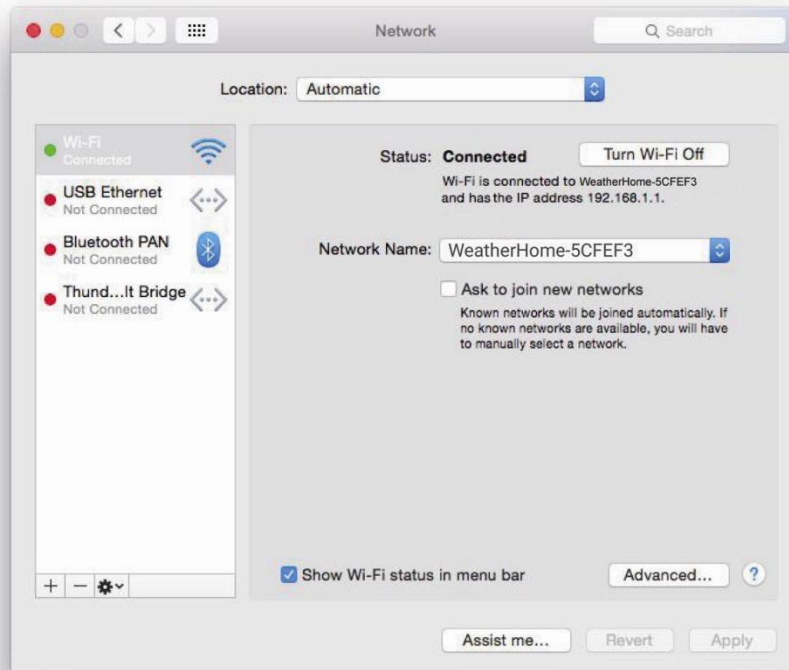 Network
Search
Location: Automatic
Wi-Fi
Connected
USB Ethernet
Not Connected
Bluetooth PAN
Not Connected
Thund...lt Bridge
Not Connected
Status: Connected
Turn Wi-Fi Off
Wi-Fi is connected to WeatherHome-5CFEF3
and has the IP address 192.168.1.1.
Network Name: WeatherHome-5CFEF3
Ask to join new networks
Known networks will be joined automatically. If
no known networks are available, you will have
to manually select a network.
Show Wi-Fi status in menu bar
Advanced...
?
Assist me...
Revert
Apply